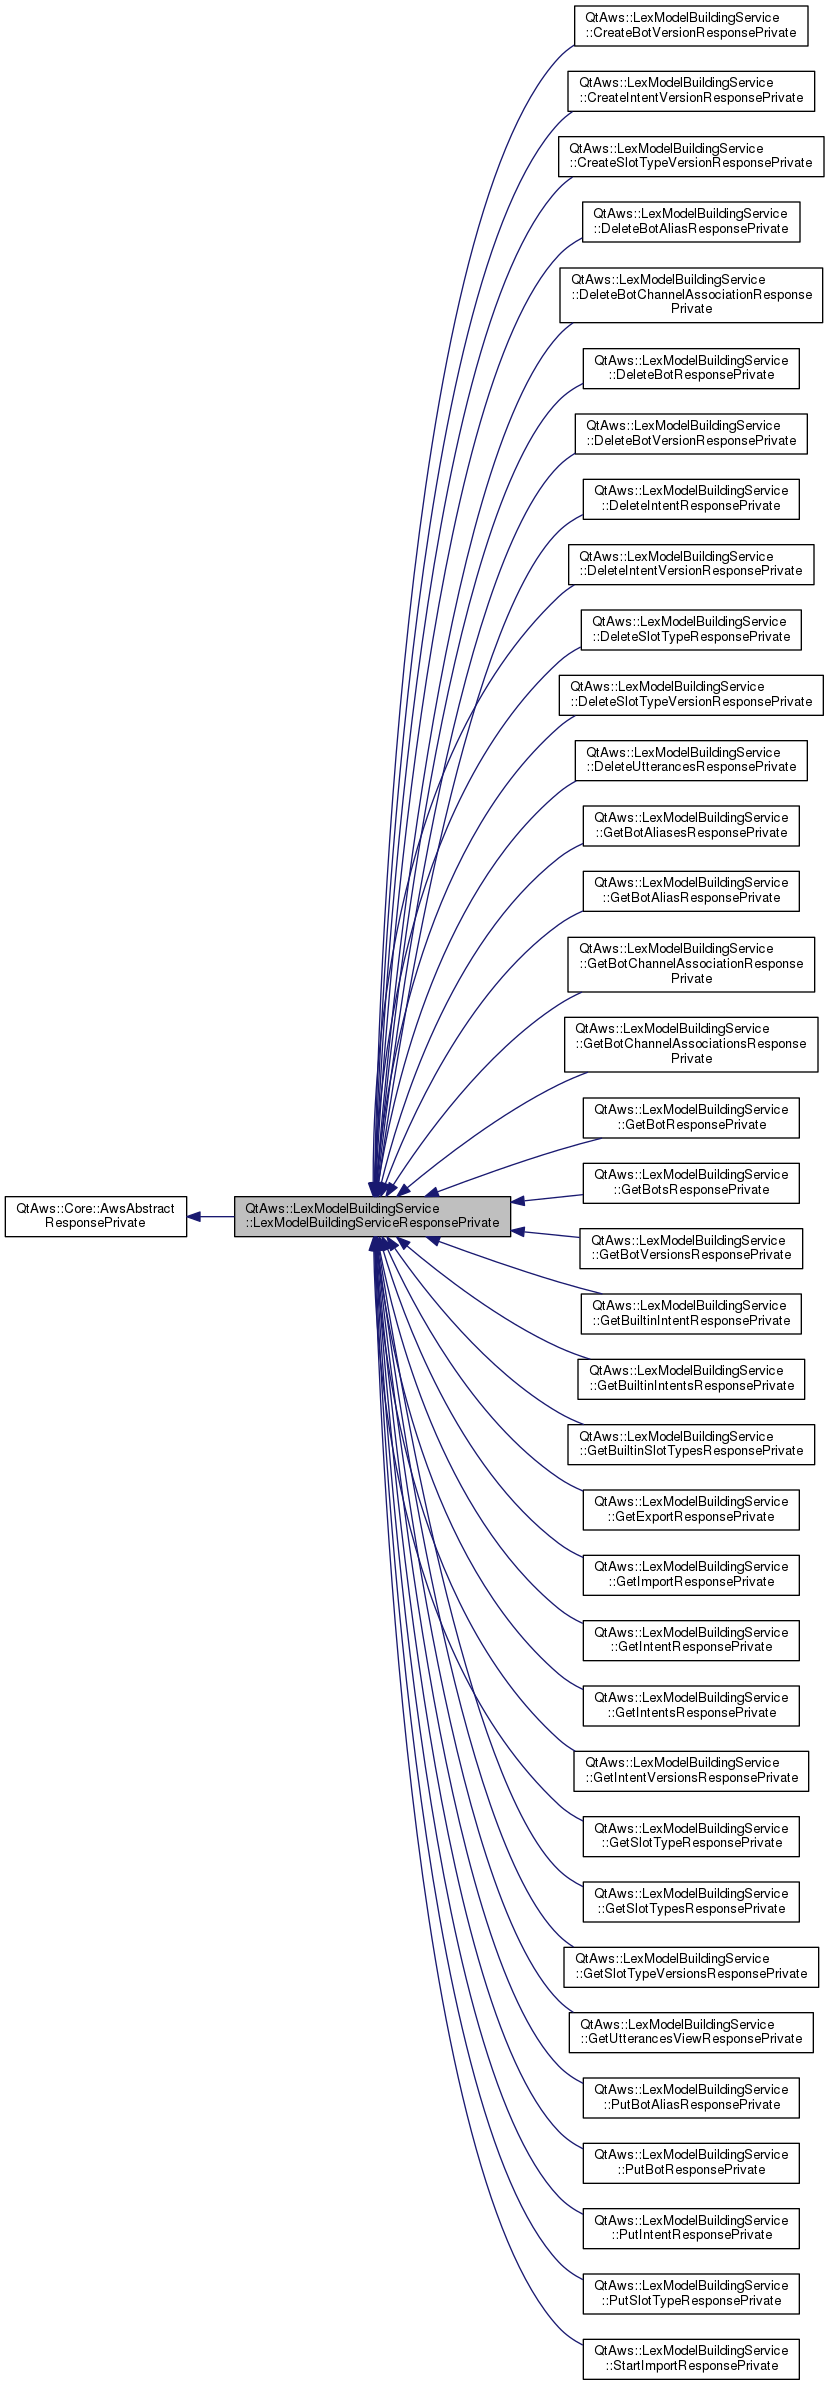 QtAws::LexModelBuildingService
::CreateBotVersionResponsePrivate
QtAws::LexModelBuildingService
::CreateIntentVersionResponsePrivate
QtAws::LexModelBuildingService
::CreateSlotTypeVersionResponsePrivate
QtAws::LexModelBuildingService
::DeleteBotAliasResponsePrivate
QtAws::LexModelBuildingService
::DeleteBotChannelAssociationResponse
Private
QtAws::LexModelBuildingService
::DeleteBotResponsePrivate
QtAws::LexModelBuildingService
::DeleteBotVersionResponsePrivate
QtAws::LexModelBuildingService
::DeleteIntentResponsePrivate
QtAws::LexModelBuildingService
::DeleteIntentVersionResponsePrivate
QtAws::LexModelBuildingService
::DeleteSlotTypeResponsePrivate
QtAws::LexModelBuildingService
::DeleteSlotTypeVersionResponsePrivate
QtAws::LexModelBuildingService
::DeleteUtterancesResponsePrivate
QtAws::LexModelBuildingService
::GetBotAliasesResponsePrivate
QtAws::LexModelBuildingService
::GetBotAliasResponsePrivate
QtAws::LexModelBuildingService
::GetBotChannelAssociationResponse
Private
QtAws::LexModelBuildingService
::GetBotChannelAssociationsResponse
Private
QtAws::LexModelBuildingService
::GetBotResponsePrivate
QtAws::LexModelBuildingService
::GetBotsResponsePrivate
QtAws::Core::AwsAbstract
ResponsePrivate
QtAws::LexModelBuildingService
::LexModelBuildingServiceResponsePrivate
QtAws::LexModelBuildingService
::GetBotVersionsResponsePrivate
QtAws::LexModelBuildingService
::GetBuiltinIntentResponsePrivate
QtAws::LexModelBuildingService
::GetBuiltinIntentsResponsePrivate
QtAws::LexModelBuildingService
::GetBuiltinSlotTypesResponsePrivate
QtAws::LexModelBuildingService
::GetExportResponsePrivate
QtAws::LexModelBuildingService
::GetImportResponsePrivate
QtAws::LexModelBuildingService
::GetIntentResponsePrivate
QtAws::LexModelBuildingService
::GetIntentsResponsePrivate
QtAws::LexModelBuildingService
::GetIntentVersionsResponsePrivate
QtAws::LexModelBuildingService
::GetSlotTypeResponsePrivate
QtAws::LexModelBuildingService
::GetSlotTypesResponsePrivate
QtAws::LexModelBuildingService
::GetSlotTypeVersionsResponsePrivate
QtAws::LexModelBuildingService
::GetUtterancesViewResponsePrivate
QtAws::LexModelBuildingService
::PutBotAliasResponsePrivate
QtAws::LexModelBuildingService
::PutBotResponsePrivate
QtAws::LexModelBuildingService
::PutIntentResponsePrivate
QtAws::LexModelBuildingService
::PutSlotTypeResponsePrivate
QtAws::LexModelBuildingService
::StartImportResponsePrivate